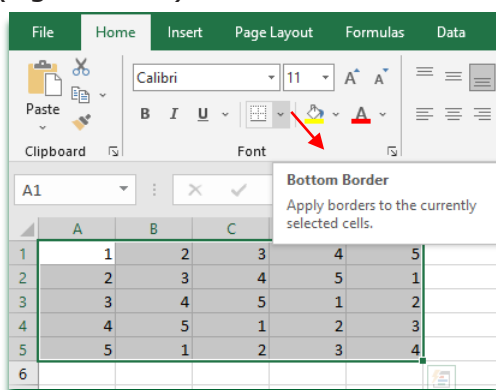 File Home Insert Page Layout Formulas Data
Calibri 11 A A
Paste B I U A
Clipboard Font
Bottom Border
A1 Apply borders to the currently
selected cells.
A B C
1 1 2 3 4 5
2 2 3 4 5 1
3 3 4 5 1 2
4 4 5 1 2 3
5 5 1 2 3 4
6